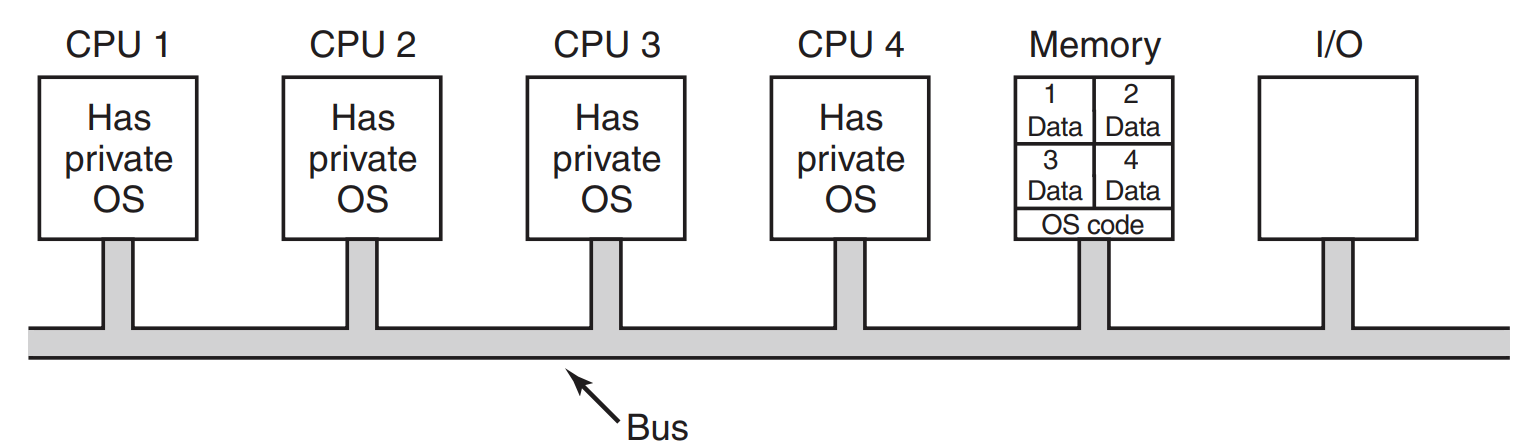 CPU 1
CPU 2
CPU 3
CPU 4
Memory
I/O
Has
private
OS
Has
private
OS
Has
private
OS
Has
private
OS
1
Data
2
Data
3
Data
4
Data
OS code
Bus